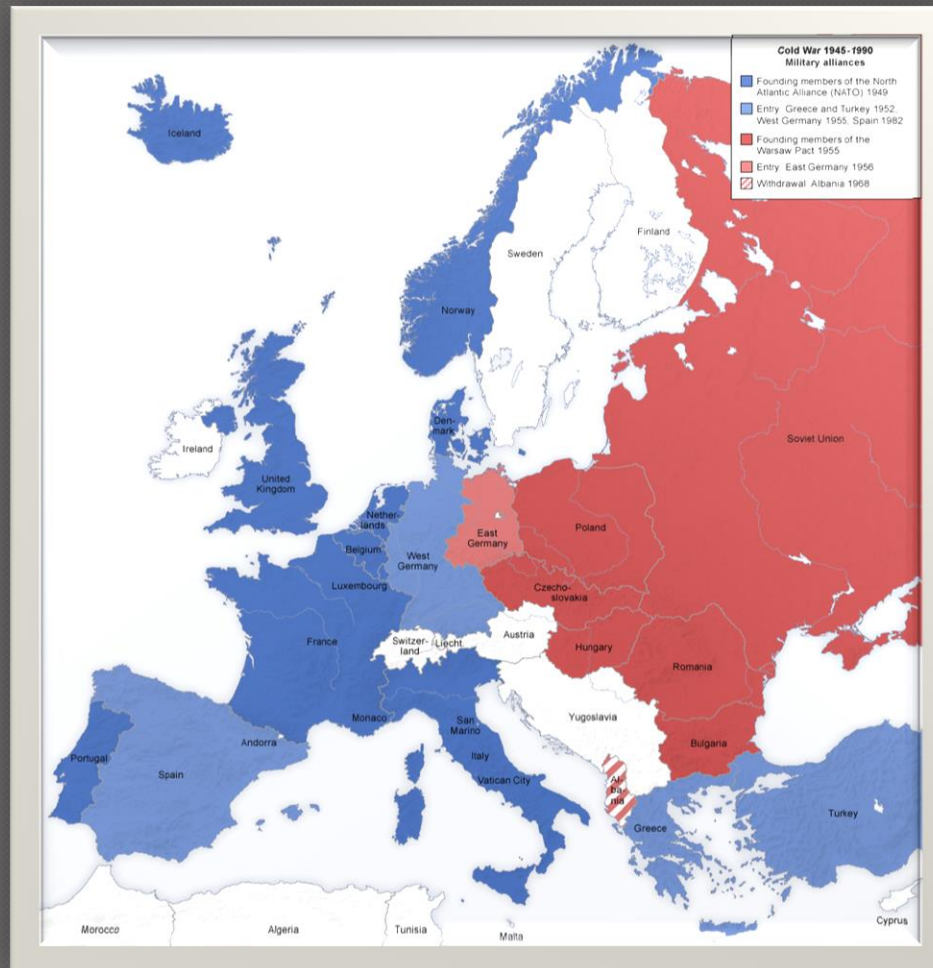 Cold War 1945-1990
Military alliances
Founding members of the North
Atlantic Alliance (NATO) 1949
Entry Greece and Turkey 1952,
West Germany 1955, Spain 1982
Founding members of the
Warsaw Pact 1955
Entry East Germany 1956
Withdrawal Albania 1968
Iceland
Finland
Sweden
Norway
Soviet Union
Den-
mark
Ireland
United
Kingdom
Nether-
lands
Poland
East
Germany
Belgium
West
Germany
Luxembourg
Czecho-
slovakia
Austria
France
Switzer-
land
Liecht
Hungary
Romania
Monaco
San
Marino
Yugoslavia
Andorra
Bulgaria
Portugal
Italy
Spain
Vatican City
Al-
ba-
nia
Turkey
Greece
Cyprus
Morocco
Algeria
Tunisia
Malta